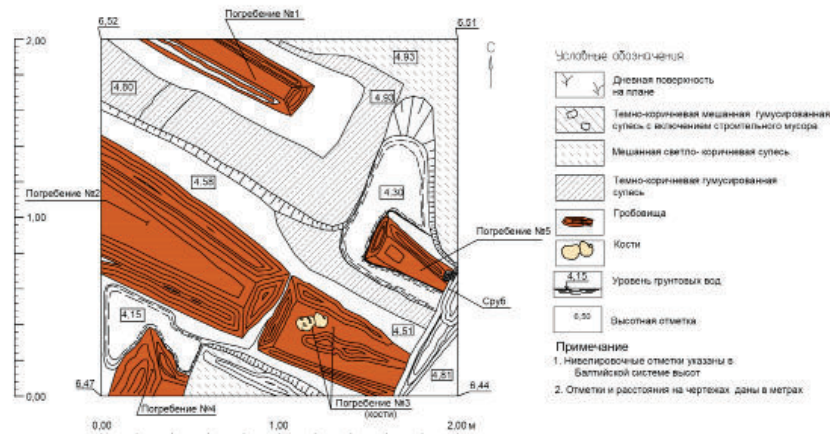 6,52
Погребение №1
6,51
2,00
4.93
С
4.80
4.93
Погребение №2
4.58
4.30
1,00
Погребение №5
Сруб
4,15
4,51
4,81
0,00
6,47
6,44
Погребение №4
Погребение №3
(кости)
0,00
1,00
2,00 м
Условные обозначения
Дневная поверхность
на плане
Темно-коричневая мешанная гумусированная
супесь с включением строительного мусора
Мешанная светло- коричневая супесь.
Темно-коричневая гумусированная
супесь
Гробовища
Кости
4,15
Уровень грунтовых вод
6,50
Высотная отметка
Примечание
1. Нивелировочные отметки указаны в
Балтийской системе высот
2. Отметки и расстояния на чертежах даны в метрах